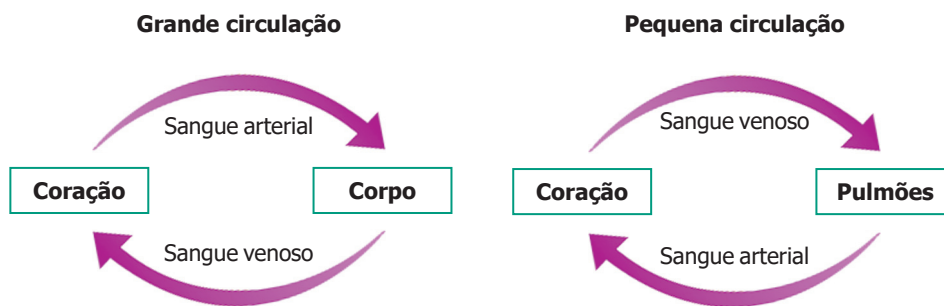 Grande circulação
Sangue arterial
Coração
Corpo
Sangue venoso
Pequena circulação
Sangue venoso
Coração
Pulmões
Sangue arterial